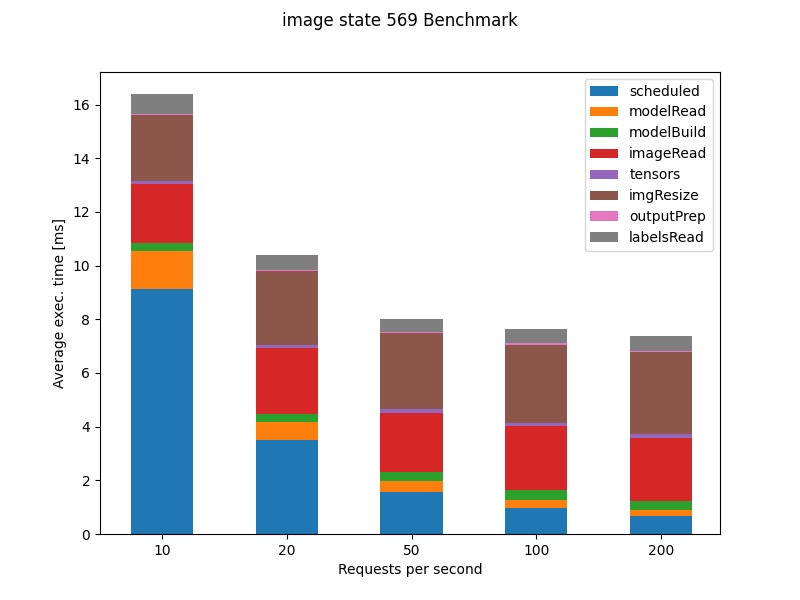 image state 569 Benchmark
scheduled
modelRead
modelBuild
imageRead
tensors
imgResize
outputPrep
labelsRead
Average exec. time [ms]
16
14
12
10
8
6
4
2
0
10 20 50 100 200
Requests per second